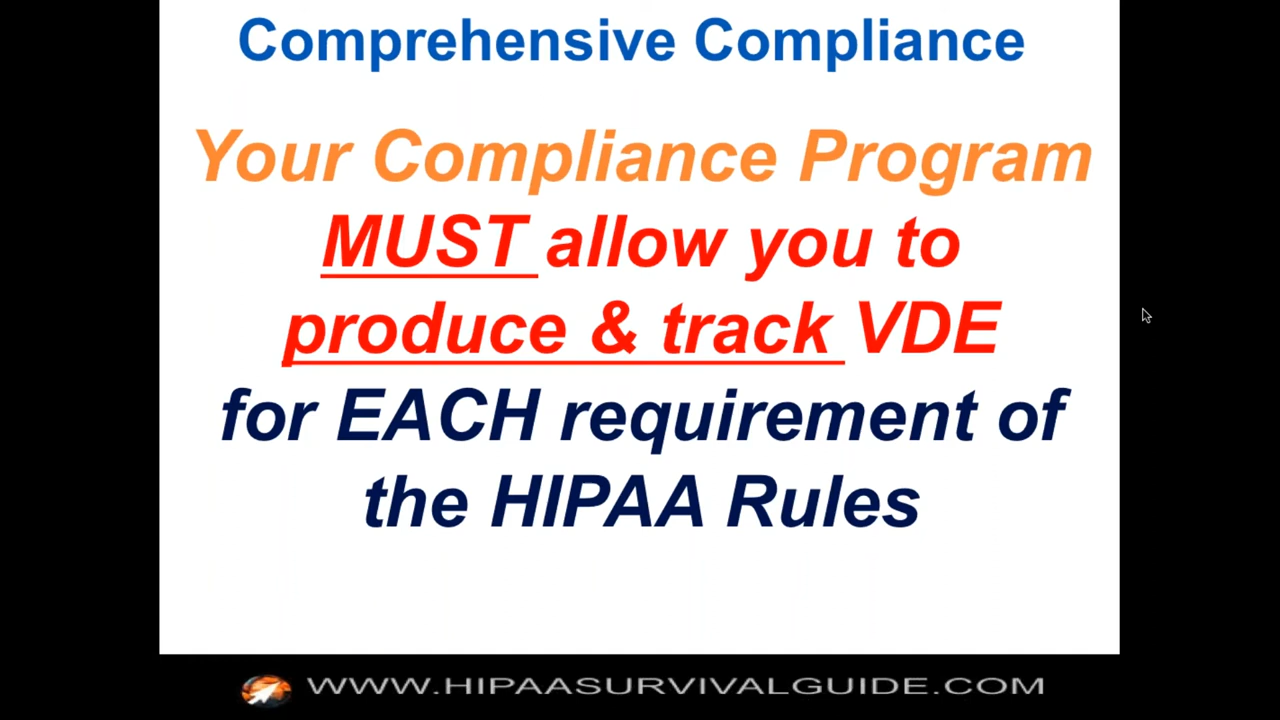 Comprehensive Compliance
Your Compliance Program
MUST allow you to
produce & track VDE
for EACH requirement of
the HIPAA Rules
WWW.HIPAASURVIVALGUIDE.COM